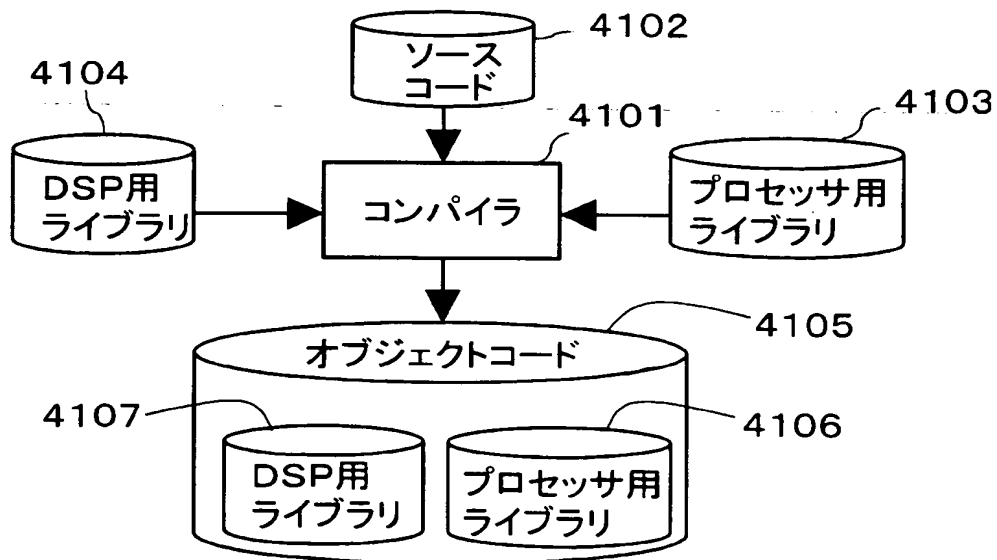 4102
ソース
コード
4104
4101
4103
DSP用
ライブラリ
コンパイラ
プロセッサ用
ライブラリ
4105
オブジェクトコード
4107
4106
DSP用
ライブラリ
プロセッサ用
ライブラリ